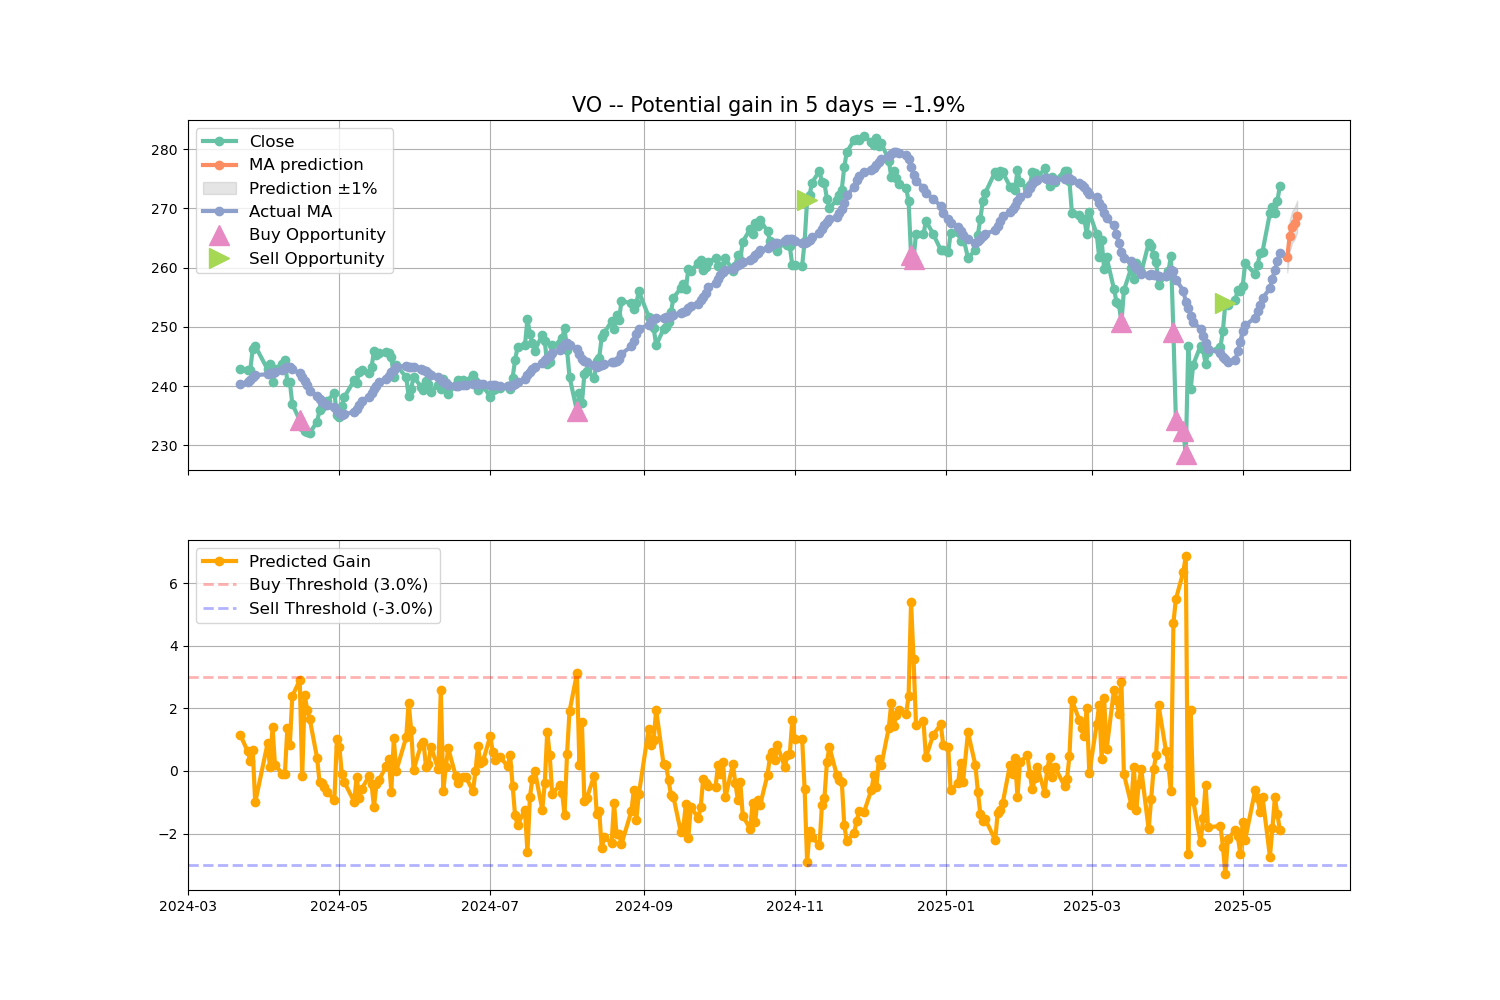 VO -- Potential gain in 5 days = -1.9%
280
270
260
250
240
230
Close
MA prediction
Prediction ±1%
Actual MA
Buy Opportunity
Sell Opportunity
6
4
2
0
−2
Predicted Gain
Buy Threshold (3.0%)
Sell Threshold (-3.0%)
2024-03
2024-05
2024-07
2024-09
2024-11
2025-01
2025-03
2025-05